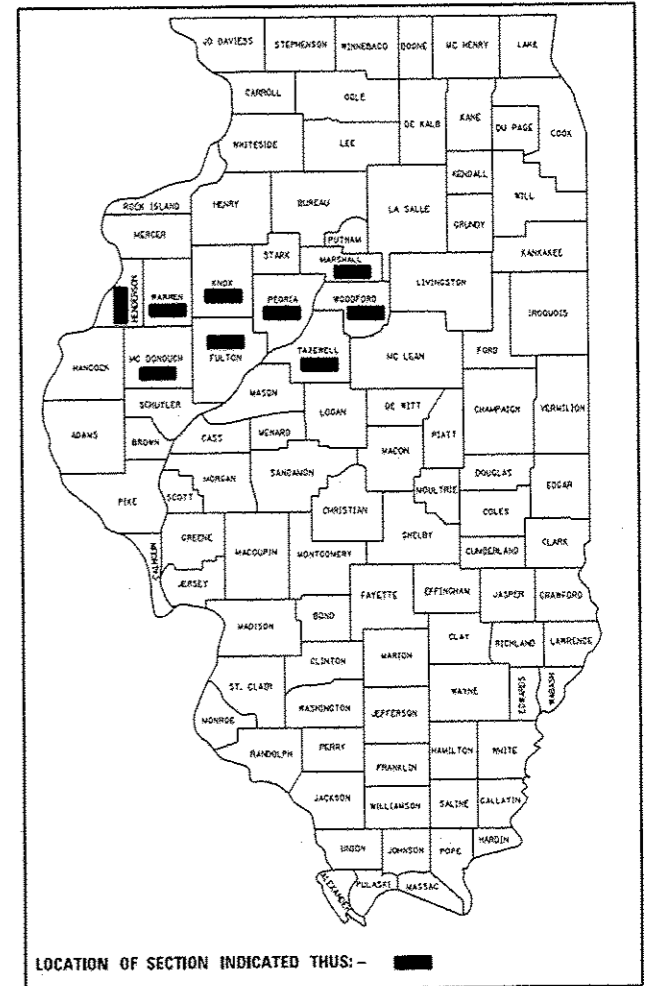 JO DAVIESS STEPHENSON WINNEBAGO BOONE MC HENRY LAKE
CARROLL OGLE
DE KALB KANE DU PAGE COOK
WHITESIDE LEE
KENDALL
ROCK ISLAND HENRY BUREAU LA SALLE GRUNDY WILL
MERCER PUTNAM
STARK MARSHALL KANKAKEE
HENDERSON WARREN KNOX PEORIA WOODFORD LIVINGSTON
IROQUOIS
HANCOCK MC DONOUGH FULTON TAZEWELL MC LEAN FORD
MASON
SCHUYLER LOGAN DE WITT CHAMPAIGN VERMILION
ADAMS BROWN CASS MENARD PIATT
MACON
PIKE SCOTT MORGAN SANGAMON MOULTRIE DOUGLAS EDGAR
CHRISTIAN COLES
CALHOUN GREENE MACOUPIN MONTGOMERY SHELBY CUMBERLAND CLARK
JERSEY
FAYETTE EFFINGHAM JASPER CRAWFORD
MADISON BOND
CLAY RICHLAND LAWRENCE
CLINTON MARION
ST. CLAIR WAYNE EDWARDS WABASH
WASHINGTON JEFFERSON
MONROE
RANDOLPH PERRY HAMILTON WHITE
FRANKLIN
JACKSON WILLIAMSON SALINE GALLATIN
UNION JOHNSON POPE HARDIN
ALEXANDER PULASKI MASSAC
LOCATION OF SECTION INDICATED THUS: -